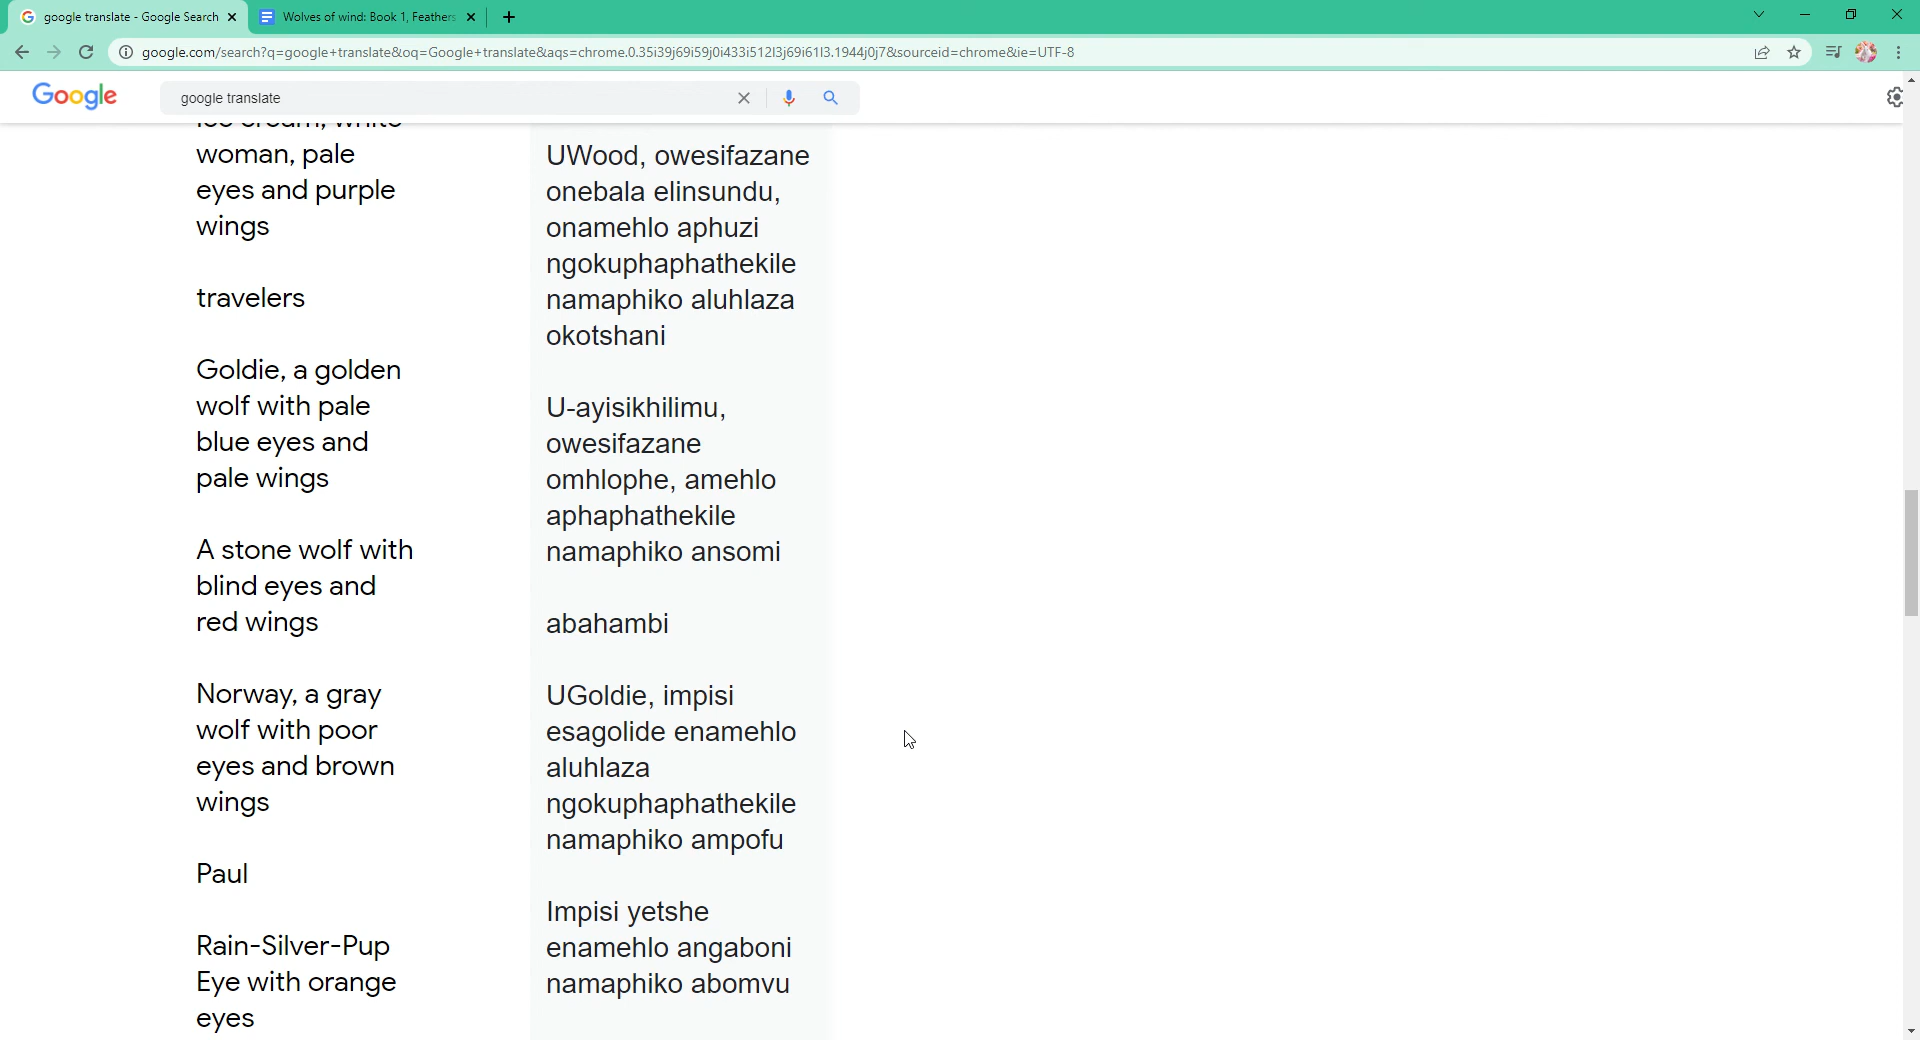 google translate - Google Search
Wolves of wind: Book 1, Feathers
google.com/search?q=google+translate&oq=Google+translate&aqs=chrome.0.35i39j69i59j0i433i512l3j69i61l3.1944j0j7&sourceid=chrome&ie=UTF-8
Google
google translate
Ice cream, white
woman, pale
eyes and purple
wings
travelers
Goldie, a golden
wolf with pale
blue eyes and
pale wings
A stone wolf with
blind eyes and
red wings
Norway, a gray
wolf with poor
eyes and brown
wings
Paul
Rain-Silver-Pup
Eye with orange
eyes
UWood, owesifazane
onebala elinsundu,
onamehlo aphuzi
ngokuphaphathekile
namaphiko aluhlaza
okotshani
U-ayisikhilimu,
owesifazane
omhlophe, amehlo
aphaphathekile
namaphiko ansomi
abahambi
UGoldie, impisi
esagolide enamehlo
aluhlaza
ngokuphaphathekile
namaphiko ampofu
Impisi yetshe
enamehlo angaboni
namaphiko abomvu